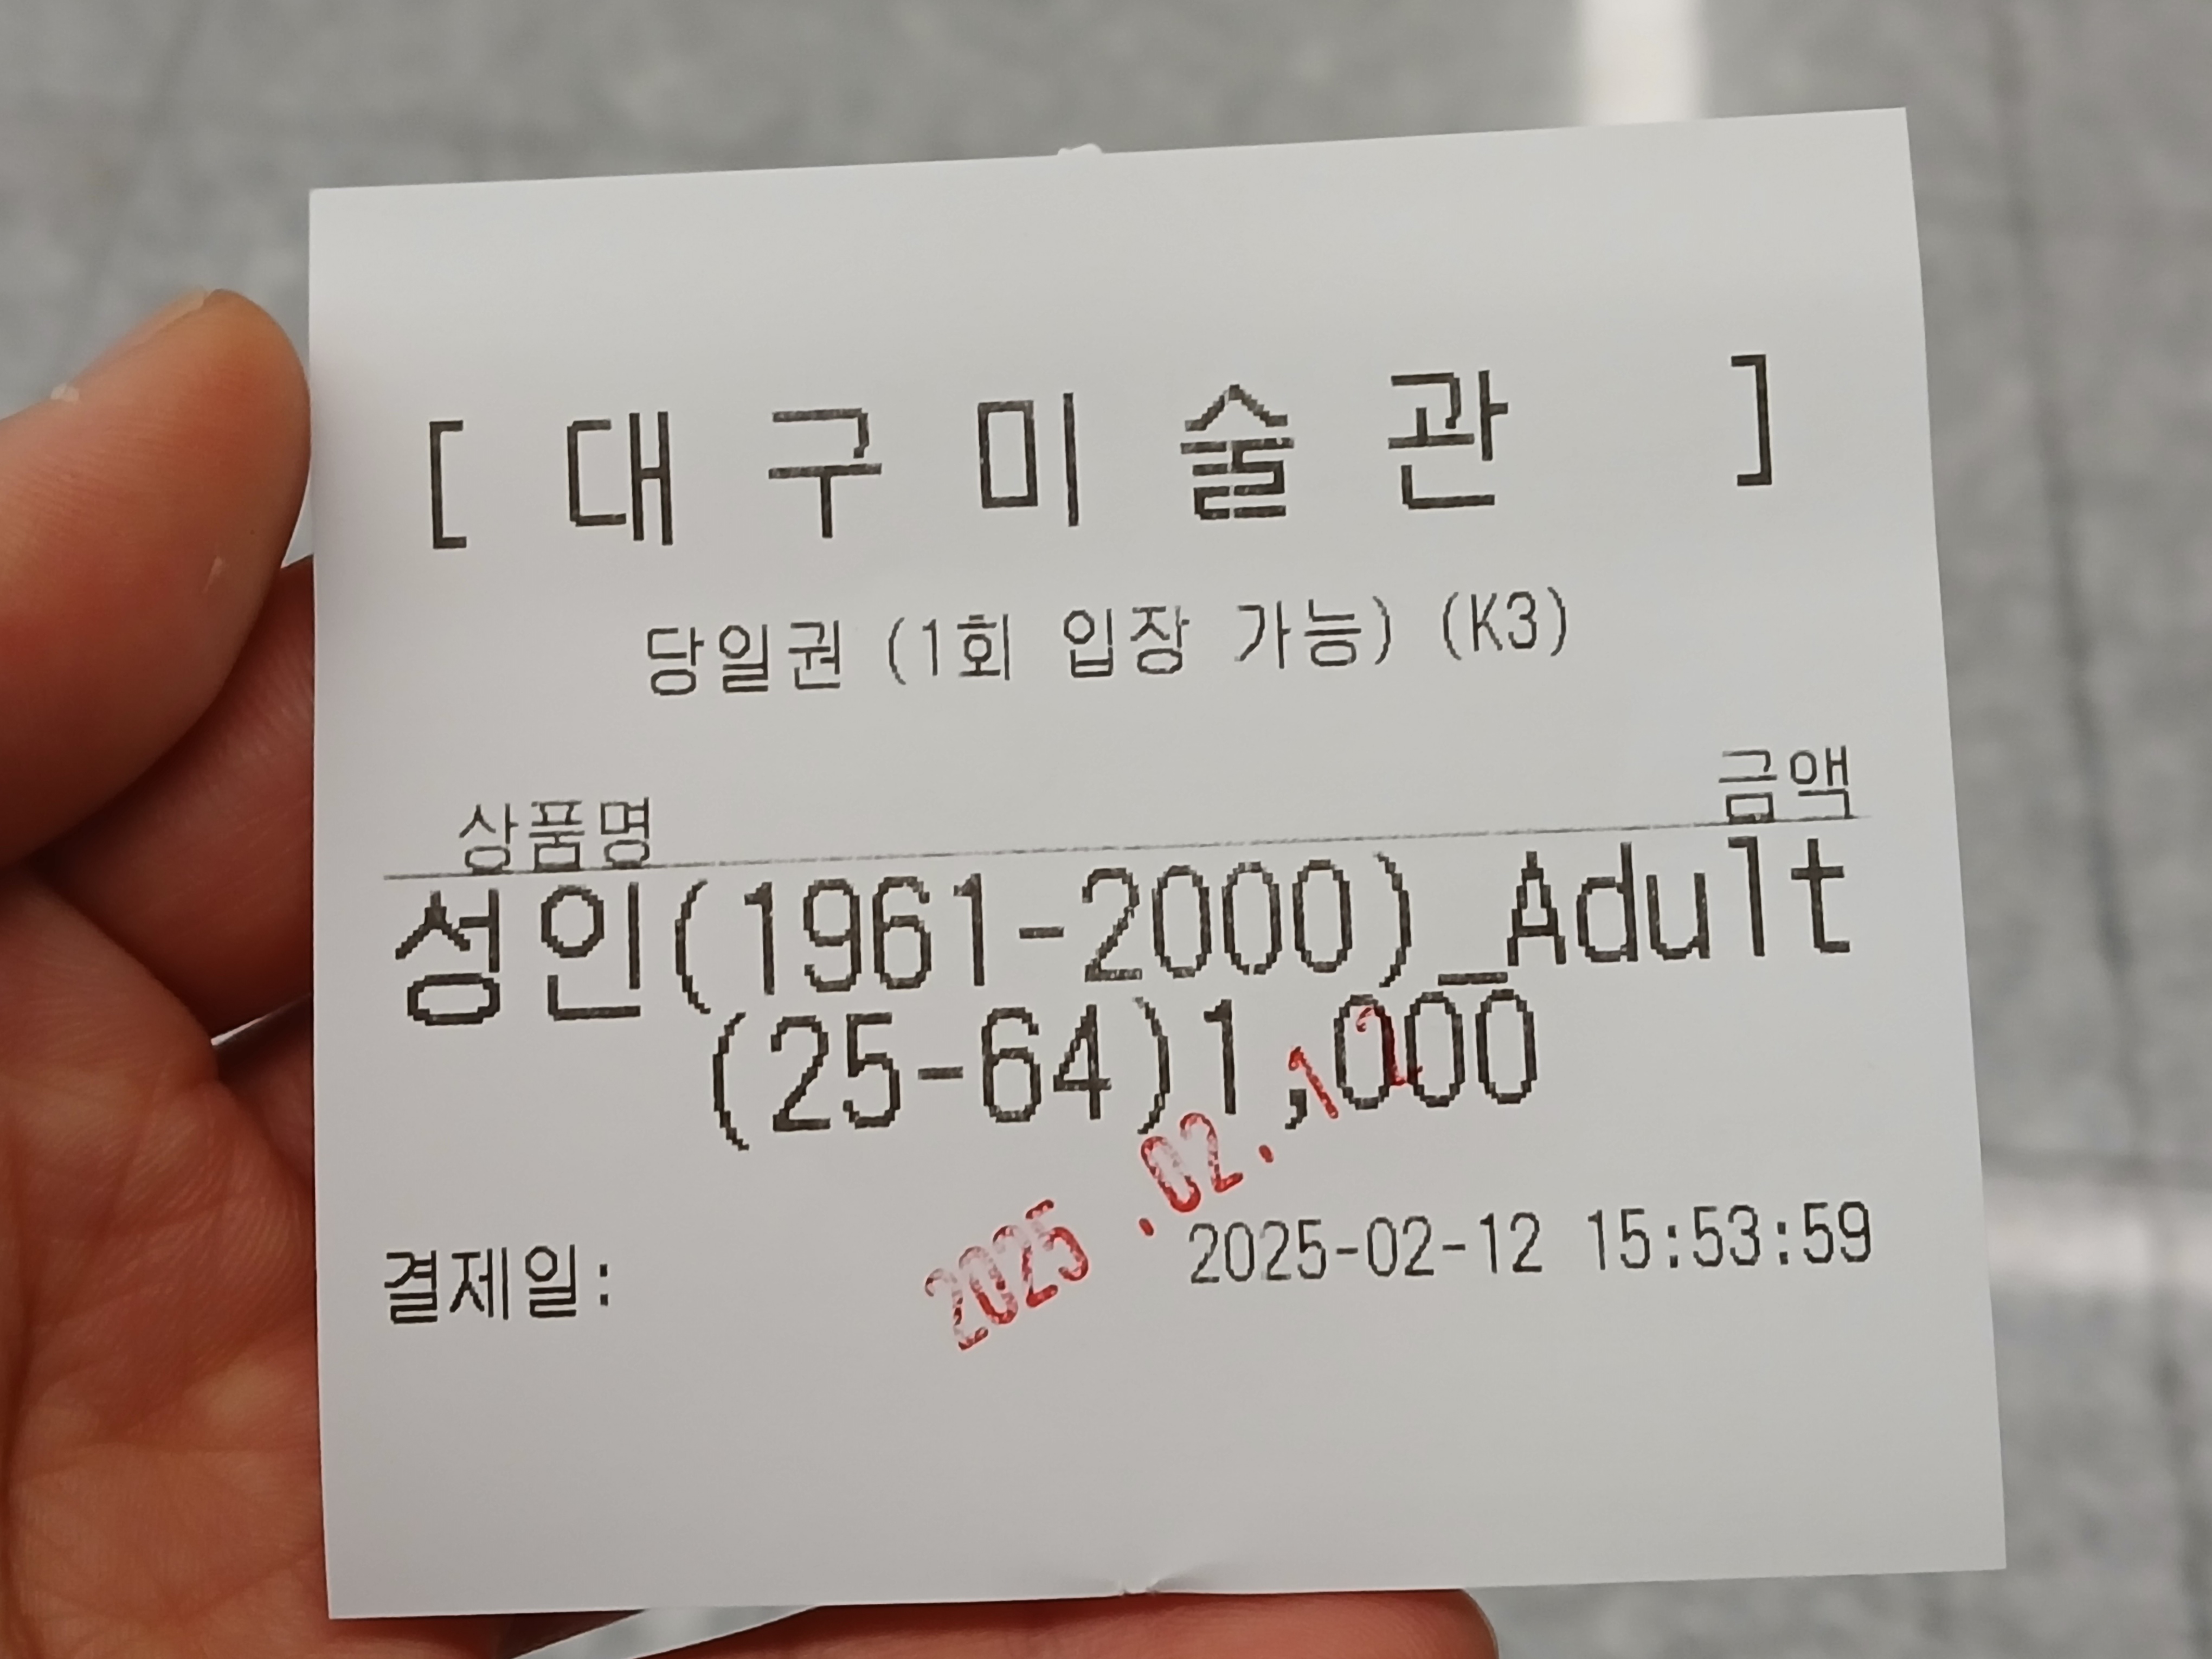 [ 대구미술관 ]
당일권 (1회 입장 가능) (K3)
상품명 금액
성인(1961-2000)_Adult
(25-64)1,000
2025.02.12
결제일: 2025-02-12 15:53:59